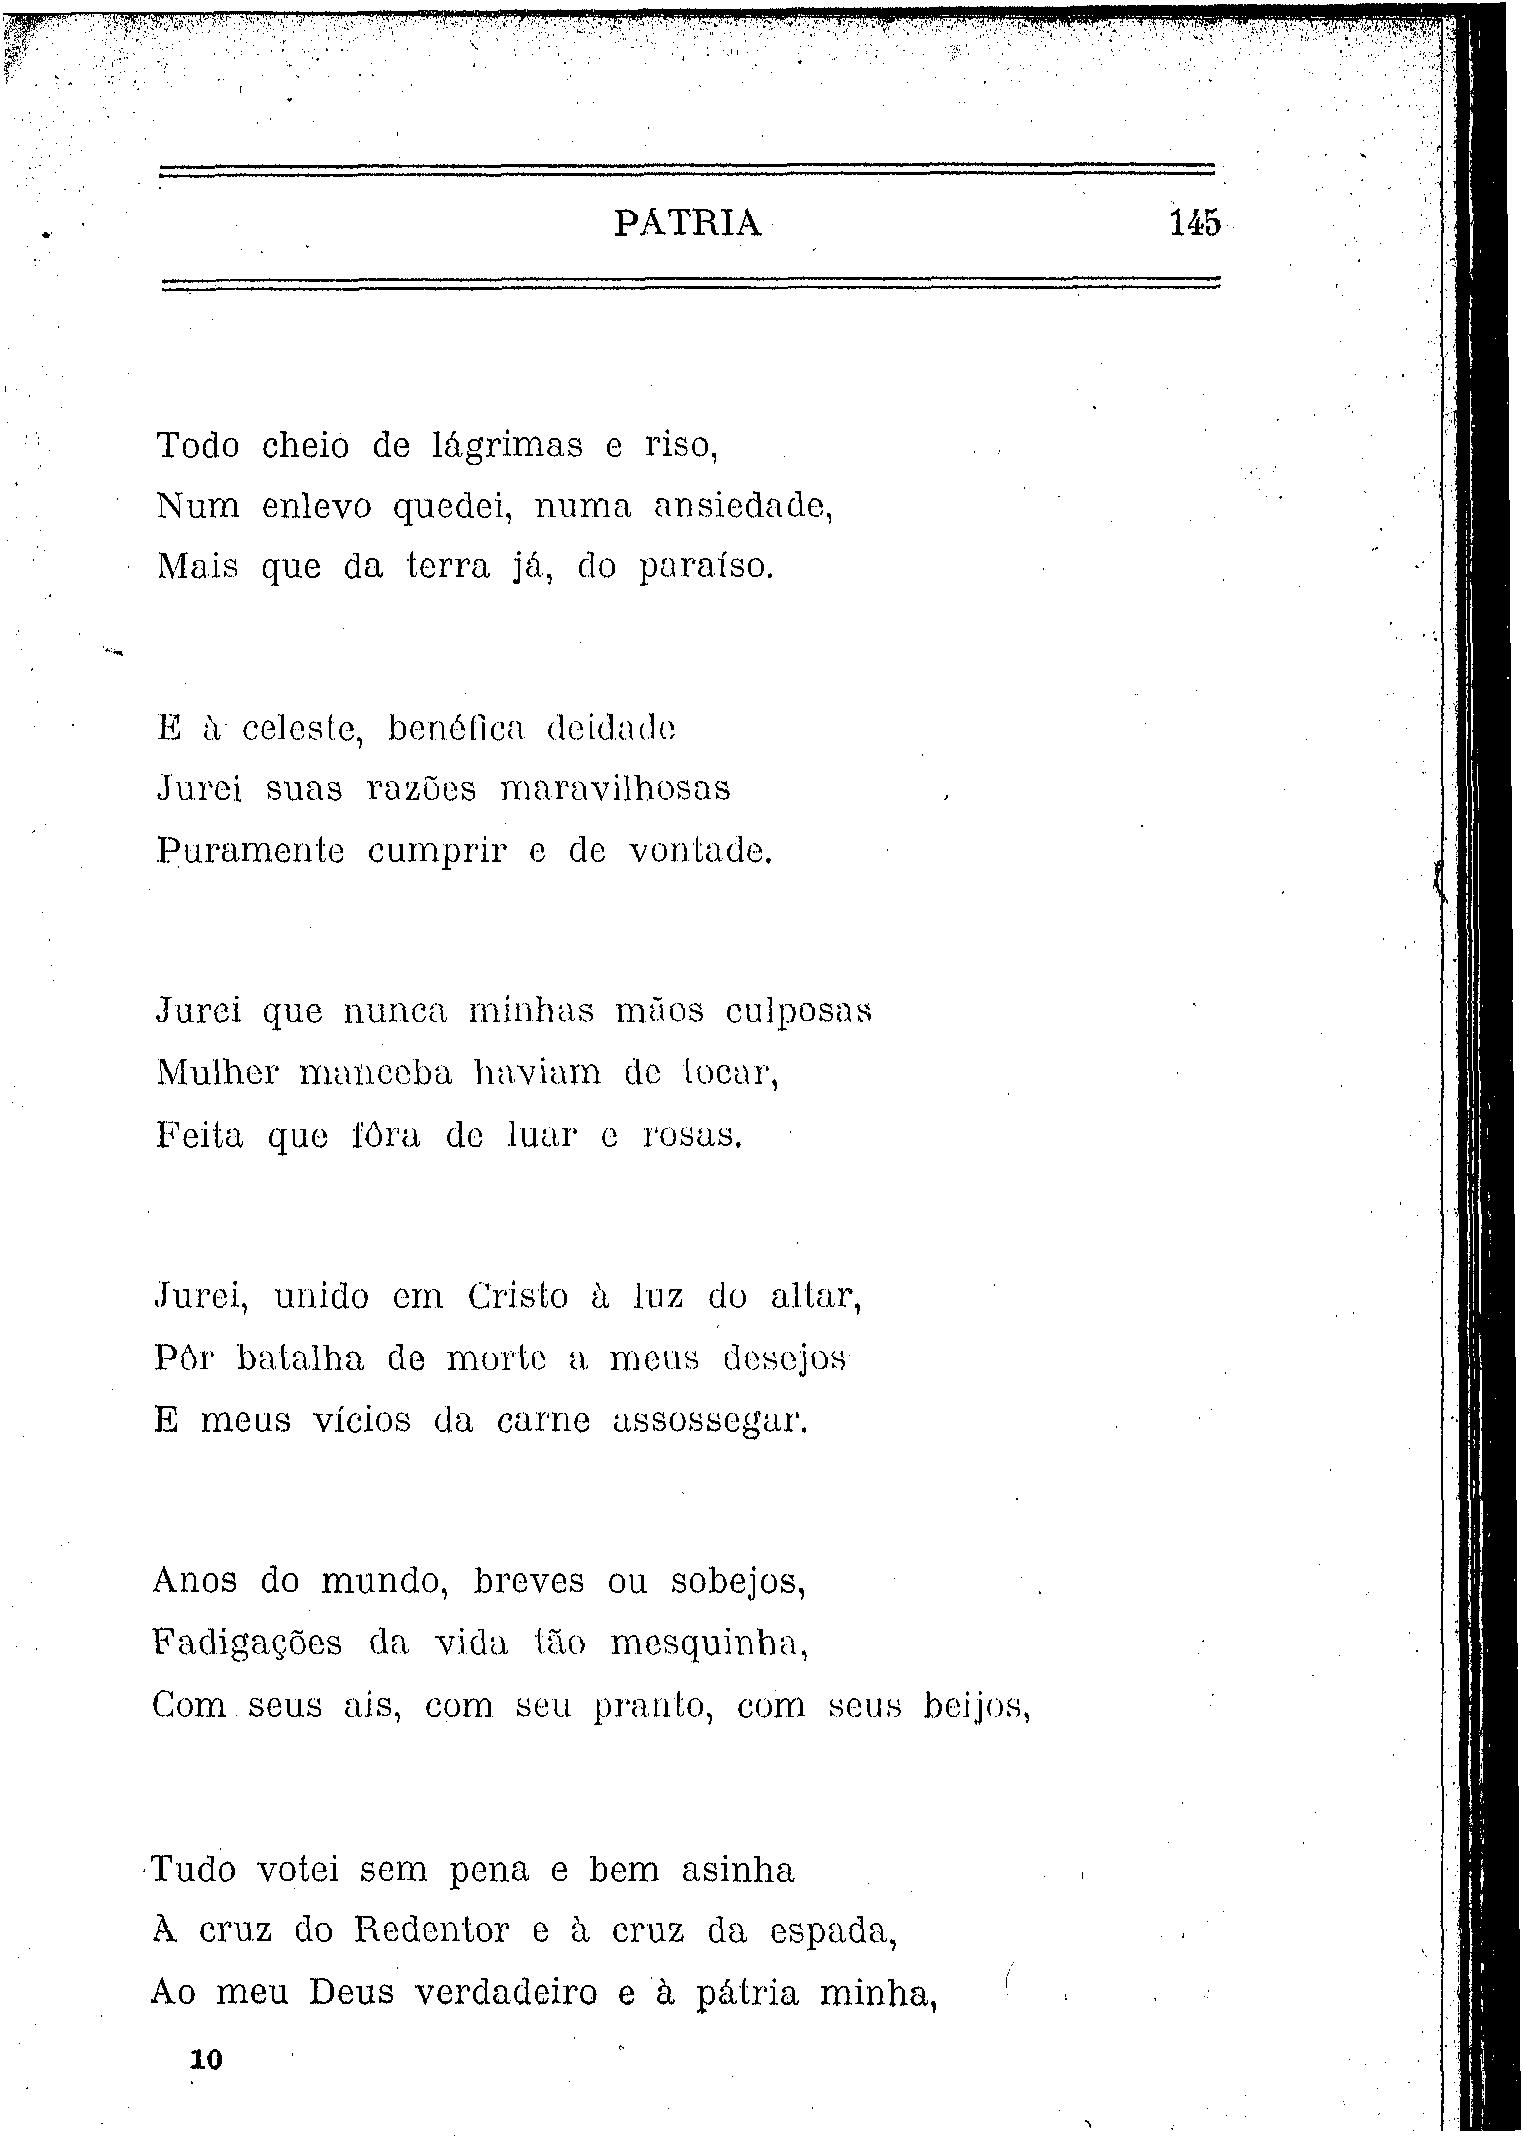 PÁTRIA 145
Todo cheio de lágrimas e riso,
Num enlevo quedei, numa ansiedade,
Mais que da terra já, do paraíso.
E à celeste, benéfica deidade
Jurei suas razões maravilhosas
Puramente cumprir e de vontade.
Jurei que nunca minhas mãos culposas
Mulher manceba haviam de tocar,
Feita que fôra de luar e rosas.
Jurei, unido em Cristo à luz do altar,
Pôr batalha de morte a meus desejos
E meus vícios da carne assossegar.
Anos do mundo, breves ou sobejos,
Fadigações da vida tão mesquinha,
Com seus ais, com seu pranto, com seus beijos,
Tudo votei sem pena e bem asinha
À cruz do Redentor e à cruz da espada,
Ao meu Deus verdadeiro e à pátria minha,
10